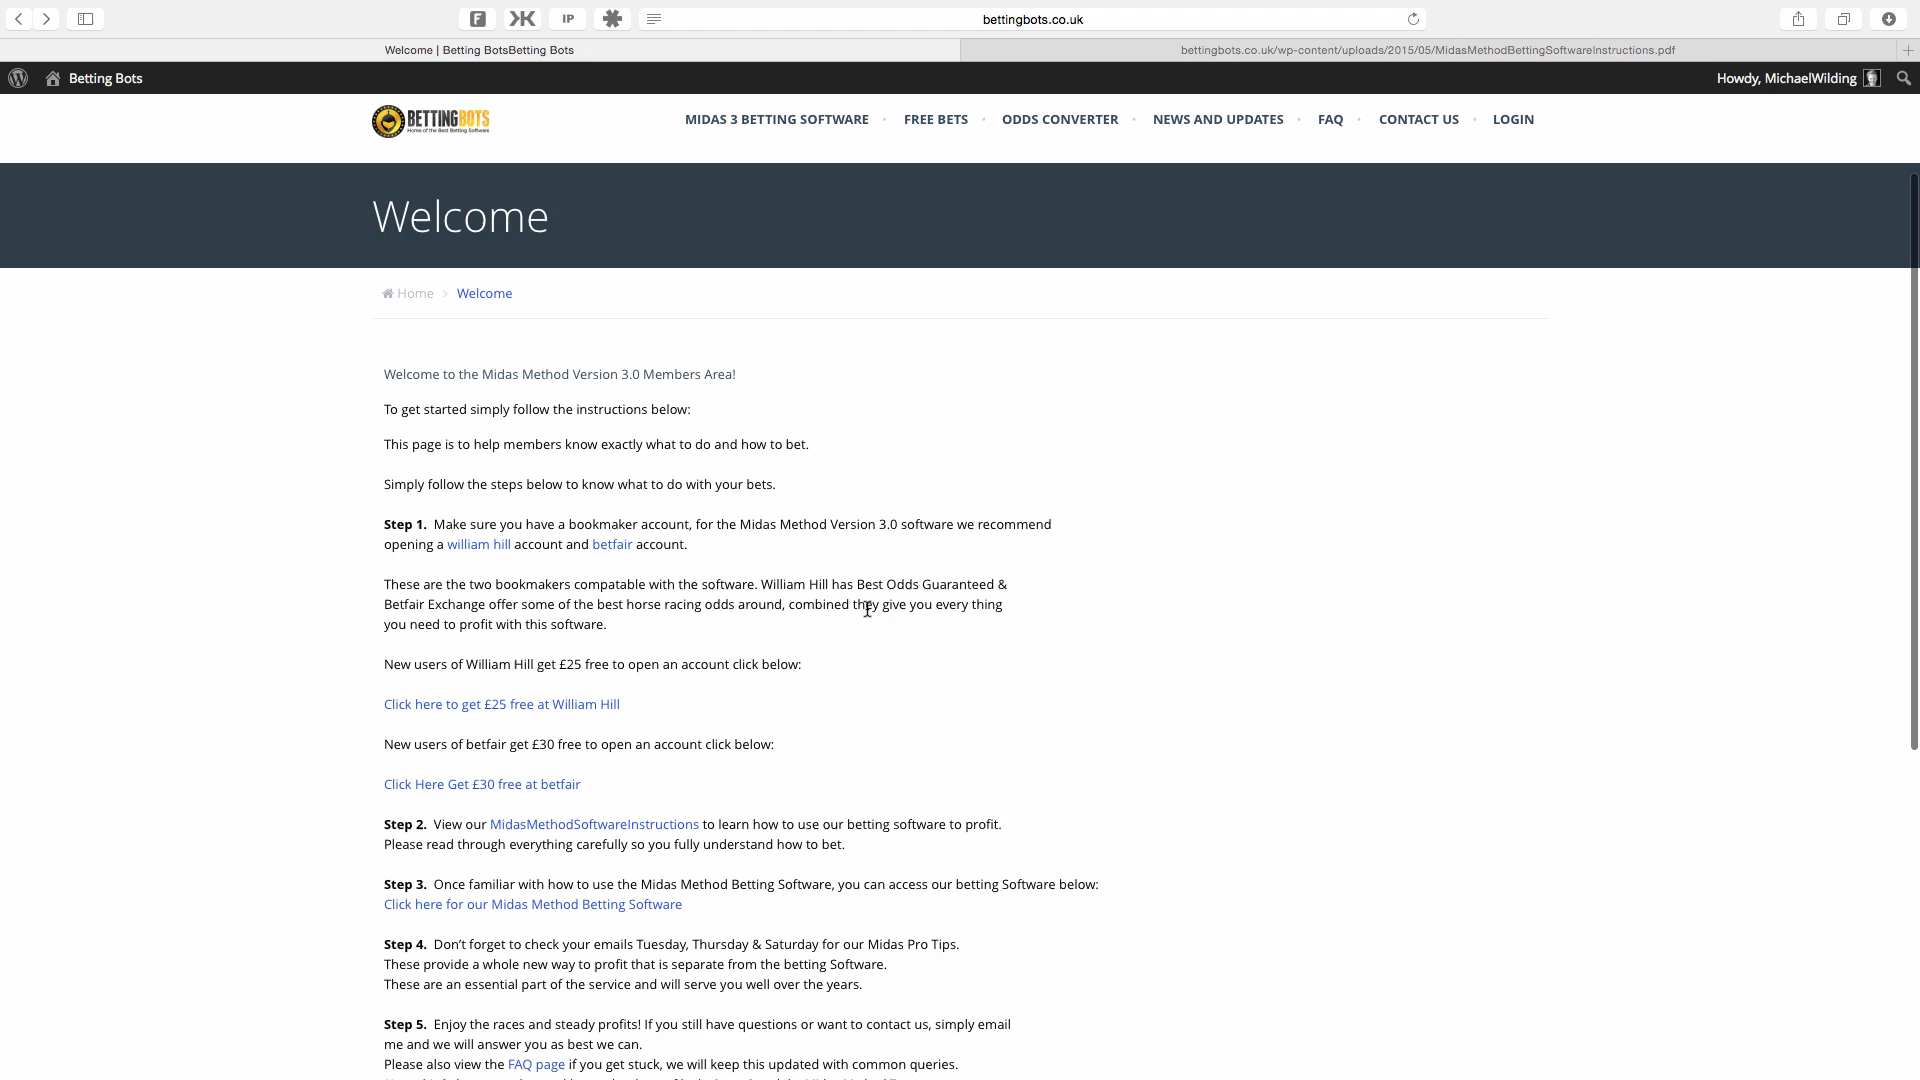 IP
bettingbots.co.uk
Welcome | Betting BotsBetting Bots
bettingbots.co.uk/wp-content/uploads/2015/05/MidasMethodBettingSoftwareInstructions.pdf
Betting Bots
Howdy, MichaelWilding
BETTINGBOTS
Home of the Best Betting Software
MIDAS 3 BETTING SOFTWARE
FREE BETS
ODDS CONVERTER
NEWS AND UPDATES
FAQ
CONTACT US
LOGIN
Welcome
Home
Welcome
Welcome to the Midas Method Version 3.0 Members Area!
To get started simply follow the instructions below:
This page is to help members know exactly what to do and how to bet.
Simply follow the steps below to know what to do with your bets.
Step 1. Make sure you have a bookmaker account, for the Midas Method Version 3.0 software we recommend
opening a william hill account and betfair account.
These are the two bookmakers compatable with the software. William Hill has Best Odds Guaranteed &
Betfair Exchange offer some of the best horse racing odds around, combined they give you every thing
you need to profit with this software.
New users of William Hill get £25 free to open an account click below:
Click here to get £25 free at William Hill
New users of betfair get £30 free to open an account click below:
Click Here Get £30 free at betfair
Step 2. View our MidasMethodSoftwareInstructions to learn how to use our betting software to profit.
Please read through everything carefully so you fully understand how to bet.
Step 3. Once familiar with how to use the Midas Method Betting Software, you can access our betting Software below:
Click here for our Midas Method Betting Software
Step 4. Don't forget to check your emails Tuesday, Thursday & Saturday for our Midas Pro Tips.
These provide a whole new way to profit that is separate from the betting Software.
These are an essential part of the service and will serve you well over the years.
Step 5. Enjoy the races and steady profits! If you still have questions or want to contact us, simply email
me and we will answer you as best we can.
Please also view the FAQ page if you get stuck, we will keep this updated with common queries.